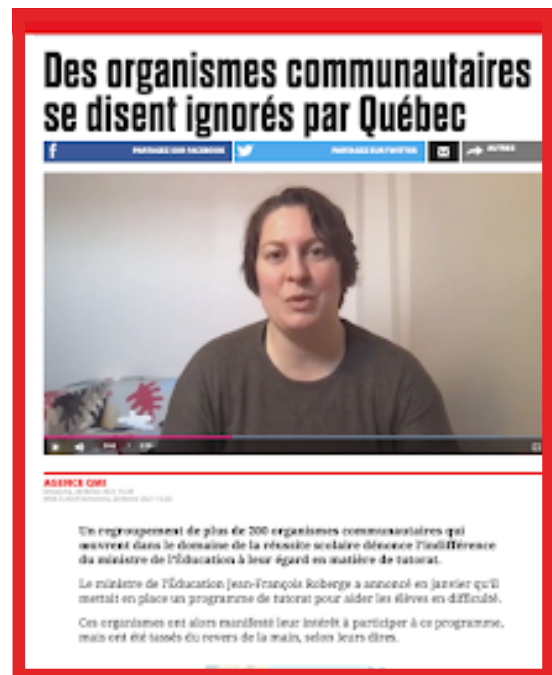 Des organismes communautaires
se disent ignorés par Québec
PARTAGEZ SUR FACEBOOK
PARTAGEZ SUR TWITTER
AUTRES
AGENCE QMI
Un regroupement de plus de 200 organismes communautaires qui
œuvrent dans le domaine de la réussite scolaire dénonce l'indifférence
du ministre de l'Éducation à leur égard en matière de tutorat.
Le ministre de l'Éducation Jean-François Roberge a annoncé en janvier qu'il
mettait en place un programme de tutorat pour aider les élèves en difficulté.
Ces organismes ont alors manifesté leur intérêt à participer à ce programme,
mais ont été tassés du revers de la main, selon leurs dires.